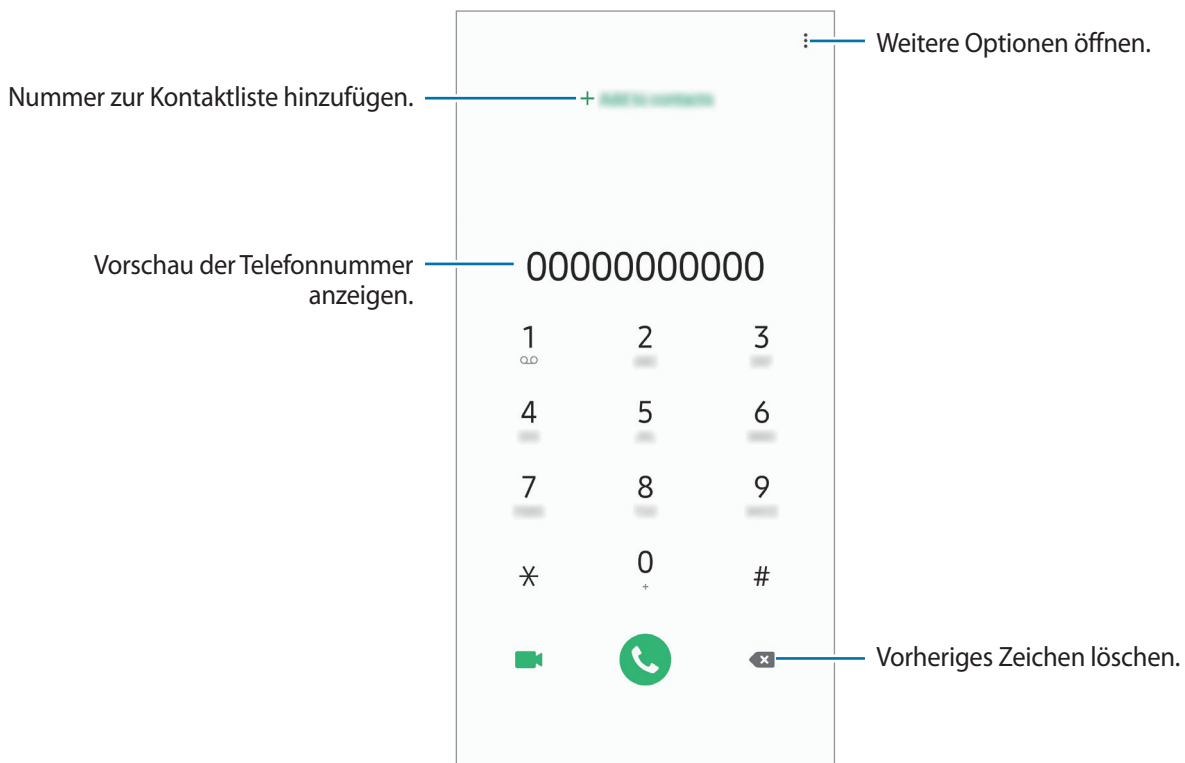 Weitere Optionen öffnen.
Nummer zur Kontaktliste hinzufügen.
Vorschau der Telefonnummer
anzeigen.
00000000000
1 2 3
4 5 6
7 8 9
* 0 #
+
Vorheriges Zeichen löschen.